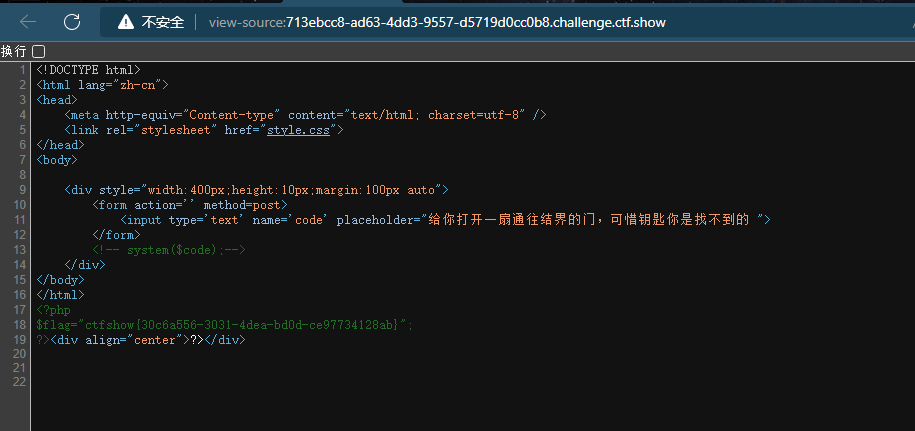 不安全 view-source:713ebcc8-ad63-4dd3-9557-d5719d0cc0b8.challenge.ctf.show
换行
1 <!DOCTYPE html>
2 <html lang="zh-cn">
3 <head>
4 <meta http-equiv="Content-type" content="text/html; charset=utf-8" />
5 <link rel="stylesheet" href="style.css">
6 </head>
7 <body>
8
9 <div style="width:400px;height:10px;margin:100px auto">
10 <form action='' method=post>
11 <input type='text' name='code' placeholder="给你打开一扇通往结界的门，可惜钥匙你是找不到的 ">
12 </form>
13 <!-- system($code);-->
14 </div>
15 </body>
16 </html>
17 <?php
18 $flag="ctfshow{30c6a556-3031-4dea-bd0d-ce97734128ab}";
19 ?><div align="center">?></div>
20
21
22